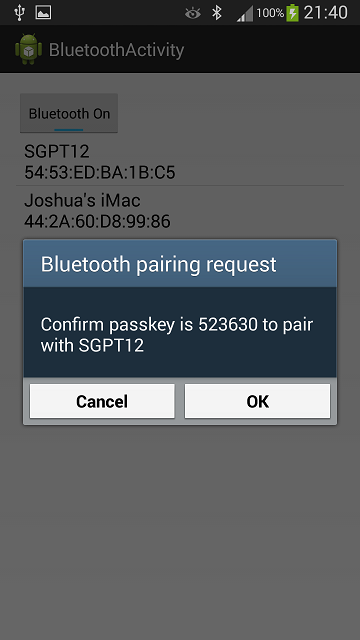 100% 21:40
BluetoothActivity
Bluetooth On
SGPT12
54:53:ED:BA:1B:C5
Joshua's iMac
44:2A:60:D8:99:86
Bluetooth pairing request
Confirm passkey is 523630 to pair
with SGPT12
Cancel OK